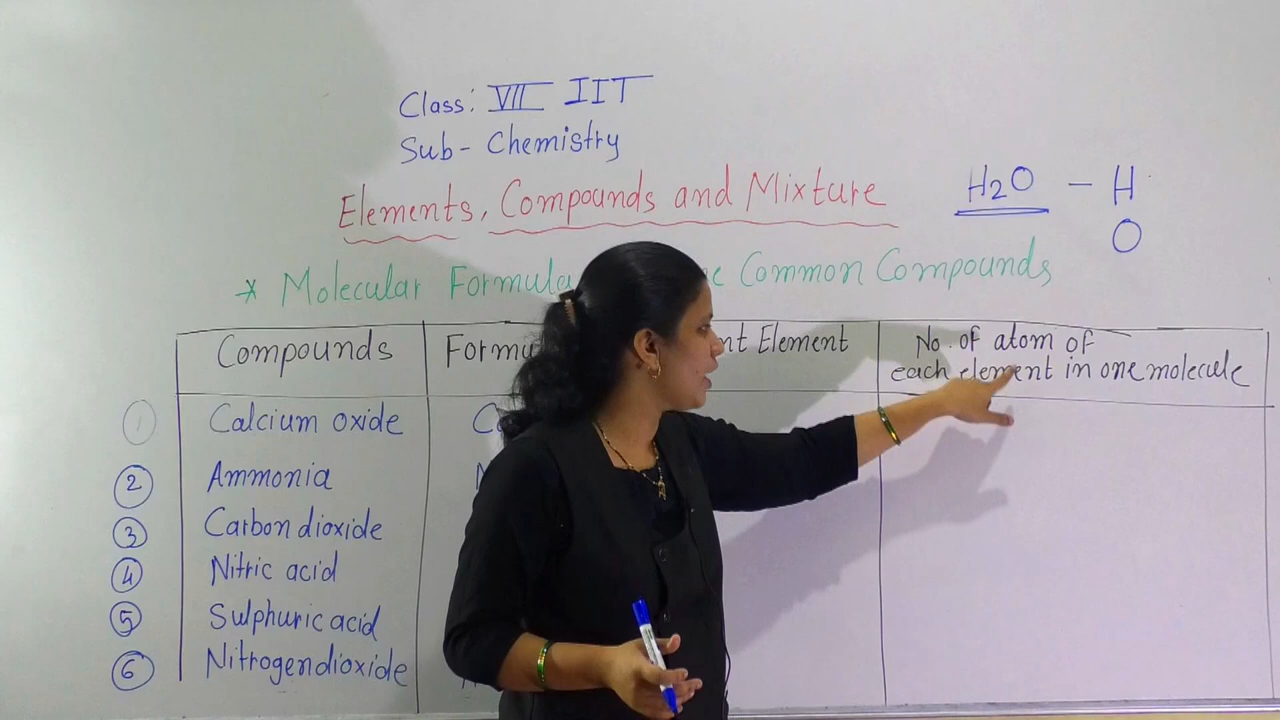 Class: VII IIT
Sub- Chemistry
Elements, Compounds and Mixture
H2O – H
O
* Molecular Formula Common Compounds
Compounds
Element
No. of atom of
each element in one molecule
1 Calcium oxide
2 Ammonia
3 Carbon dioxide
4 Nitric acid
5 Sulphuric acid
6 Nitrogendioxide